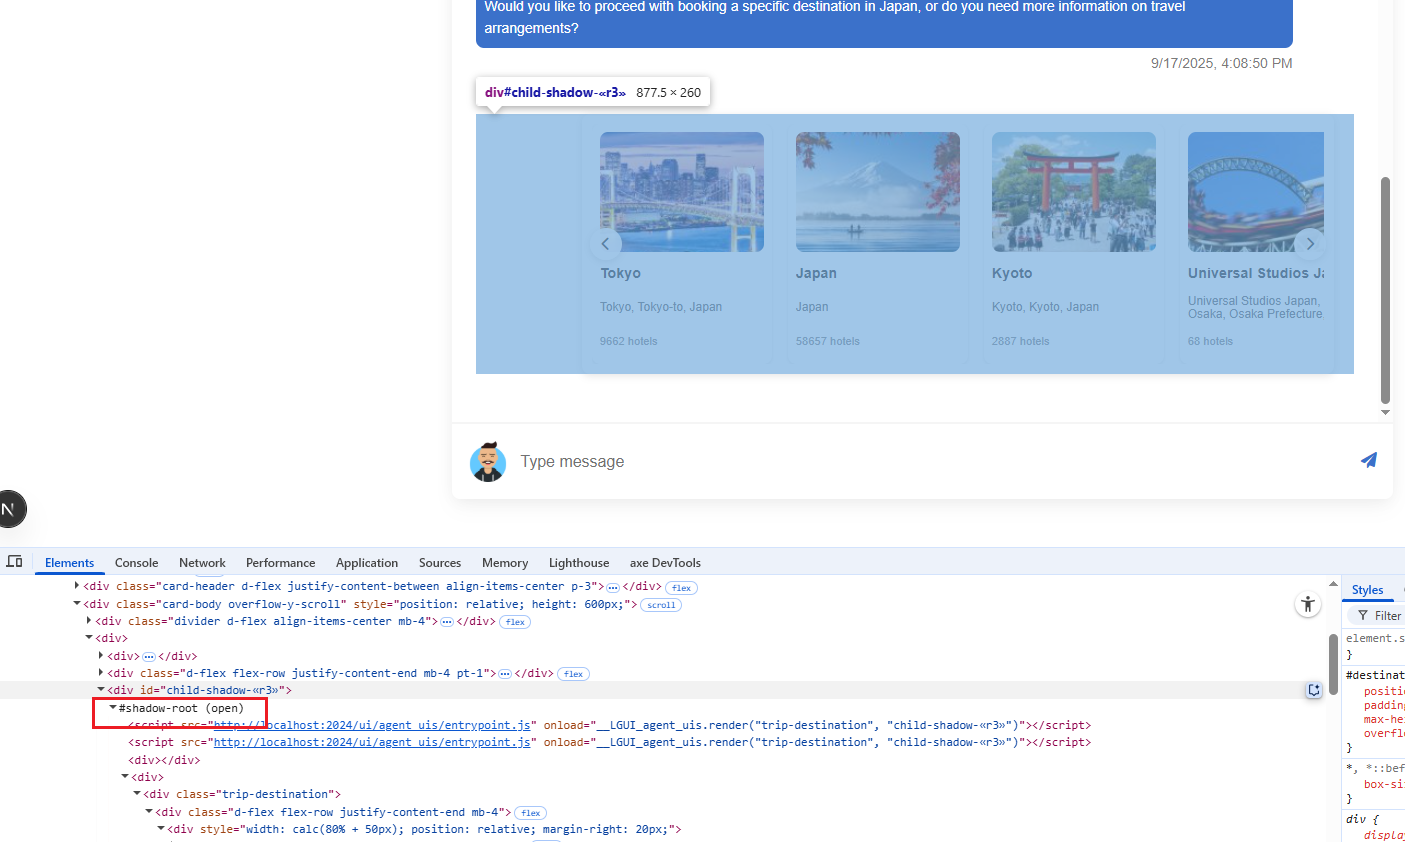 Would you like to proceed with booking a specific destination in Japan, or do you need more information on travel
arrangements?
9/17/2025, 4:08:50 PM
div#child-shadow-«r3» 877.5 × 260
Tokyo
Tokyo, Tokyo-to, Japan
9662 hotels
Japan
Japan
58657 hotels
Kyoto
Kyoto, Kyoto, Japan
2887 hotels
Universal Studios Ja
Universal Studios Japan,
Osaka, Osaka Prefecture,
68 hotels
Type message
N
Elements Console Network Performance Application Sources Memory Lighthouse axe DevTools
<div class="card-header d-flex justify-content-between align-items-center p-3">…</div> flex
<div class="card-body overflow-y-scroll" style="position: relative; height: 600px;"> scroll
<div class="divider d-flex align-items-center mb-4">…</div> flex
<div>
<div>…</div>
<div class="d-flex flex-row justify-content-end mb-4 pt-1">…</div> flex
<div id="child-shadow-«r3»">
#shadow-root (open)
<script src="http://localhost:2024/ui/agent_uis/entrypoint.js" onload="__LGUI_agent_uis.render("trip-destination", "child-shadow-«r3»")"></script>
<script src="http://localhost:2024/ui/agent_uis/entrypoint.js" onload="__LGUI_agent_uis.render("trip-destination", "child-shadow-«r3»")"></script>
<div></div>
<div>
<div class="trip-destination">
<div class="d-flex flex-row justify-content-end mb-4"> flex
<div style="width: calc(80% + 50px); position: relative; margin-right: 20px;">
Styles
Filter
element.s
}
#destinat
positio
padding
max-hei
overflo
}
*, *::bef
box-siz
}
div {
display